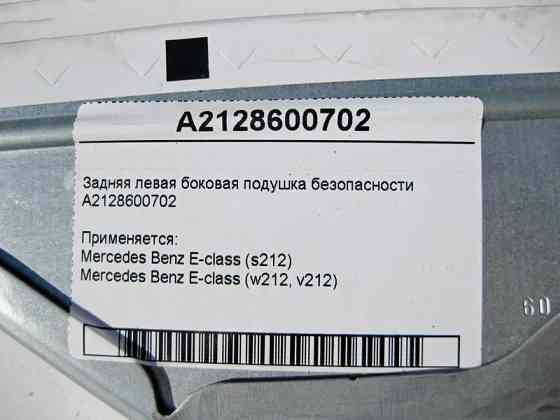 A2128600702
Задняя левая боковая подушка безопасности
A2128600702
Применяется:
Mercedes Benz E-class (s212)
Mercedes Benz E-class (w212, v212)
60